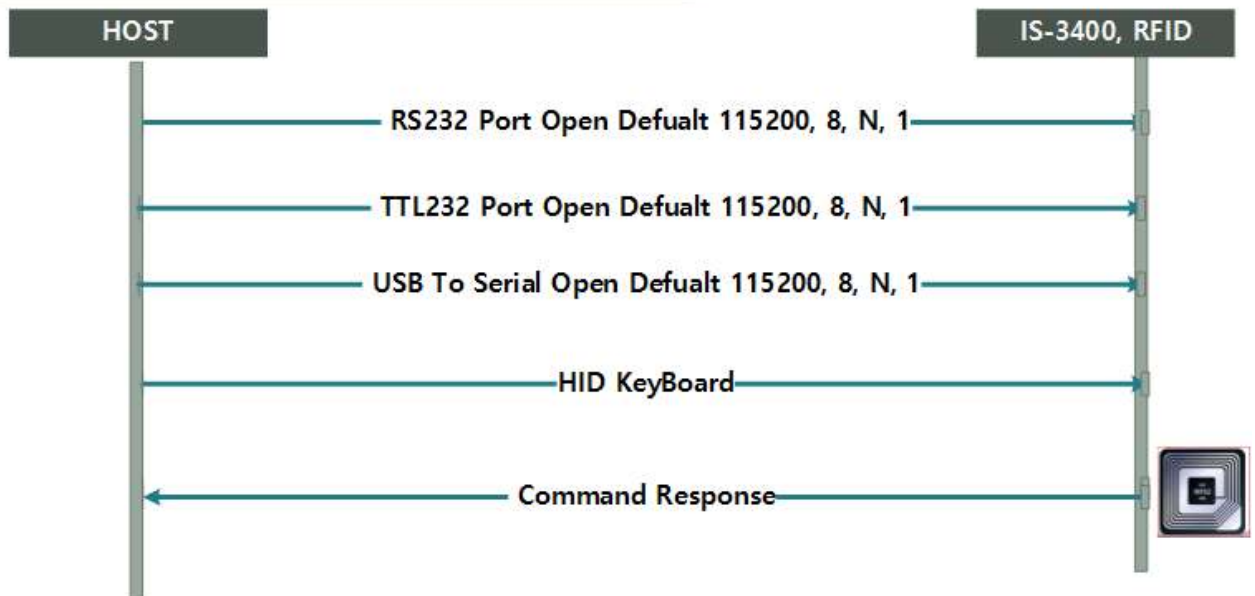 HOST
IS-3400, RFID
RS232 Port Open Defualt 115200, 8, N, 1
TTL232 Port Open Defualt 115200, 8, N, 1
USB To Serial Open Defualt 115200, 8, N, 1
HID KeyBoard
Command Response